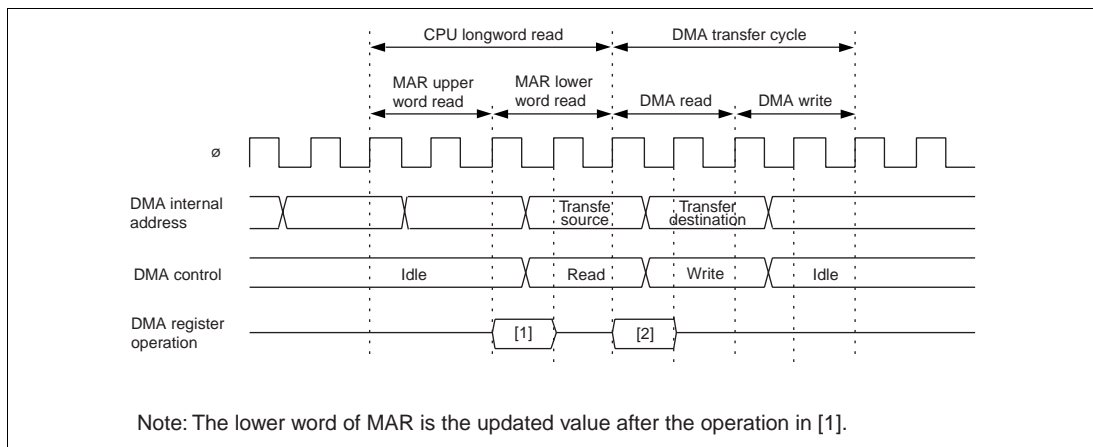 CPU longword read DMA transfer cycle
MAR upper word read MAR lower word read DMA read DMA write
ø
DMA internal address
Transfe source
Transfer destination
DMA control
Idle Read Write Idle
DMA register operation
[1] [2]
Note: The lower word of MAR is the updated value after the operation in [1].